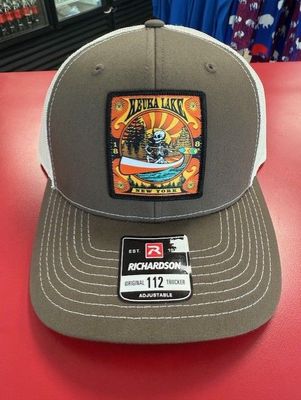 KEUKA LAKE
18
NEW YORK
EST.
R
RICHARDSON
ORIGINAL 112 TRUCKER
ADJUSTABLE